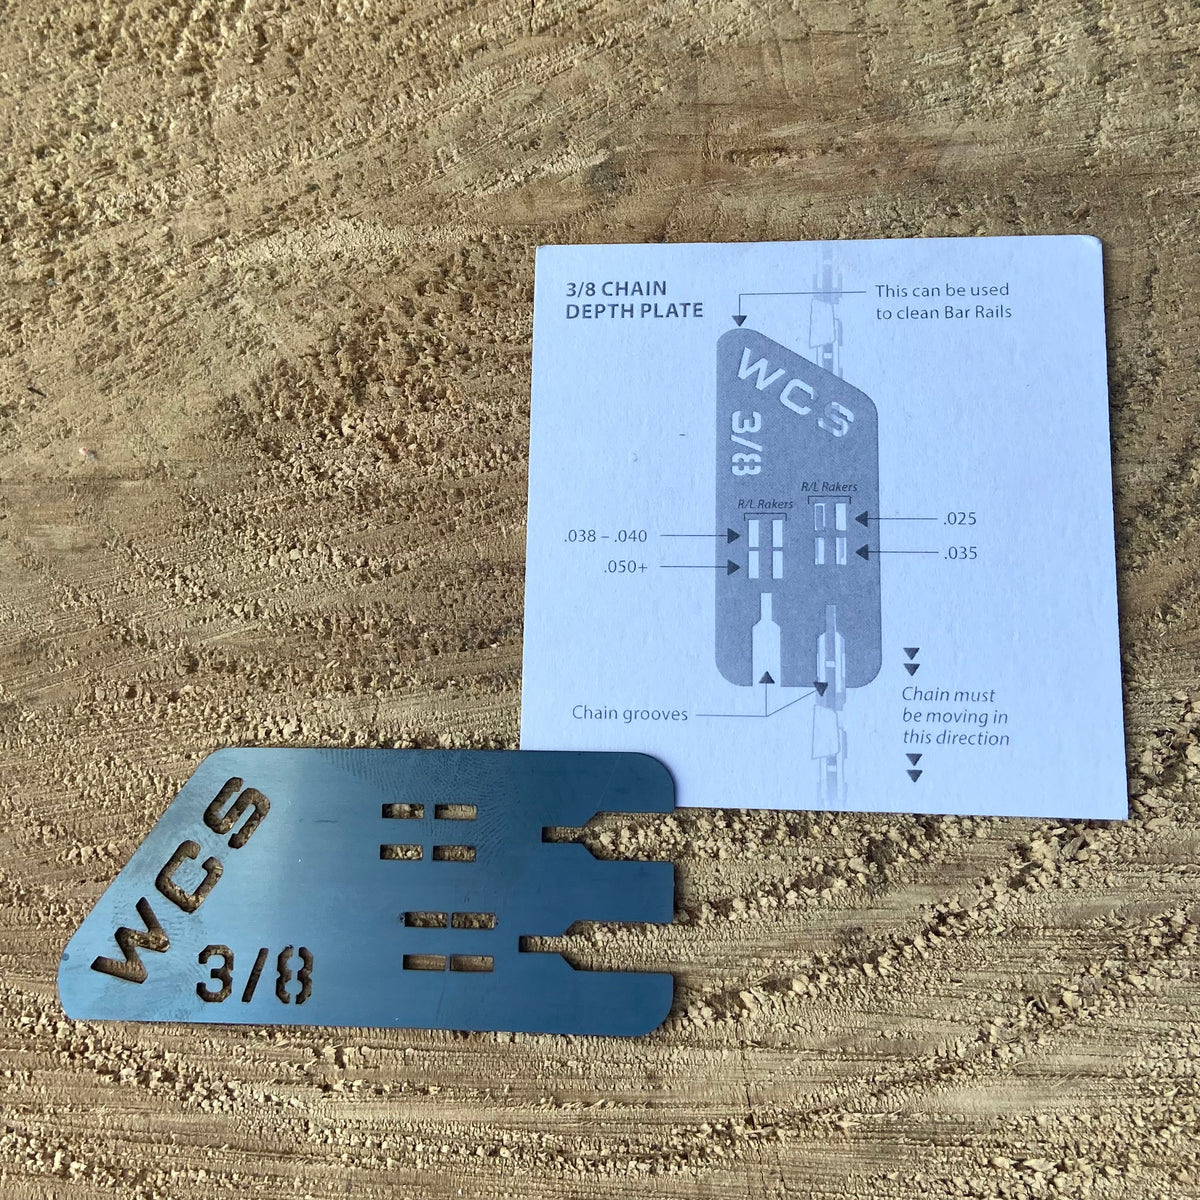 3/8 CHAIN
DEPTH PLATE
This can be used
to clean Bar Rails
WCS
3/8
R/L Rakers
R/L Rakers
.038 – .040
.050+
.025
.035
Chain grooves
Chain must
be moving in
this direction
WCS
3/8